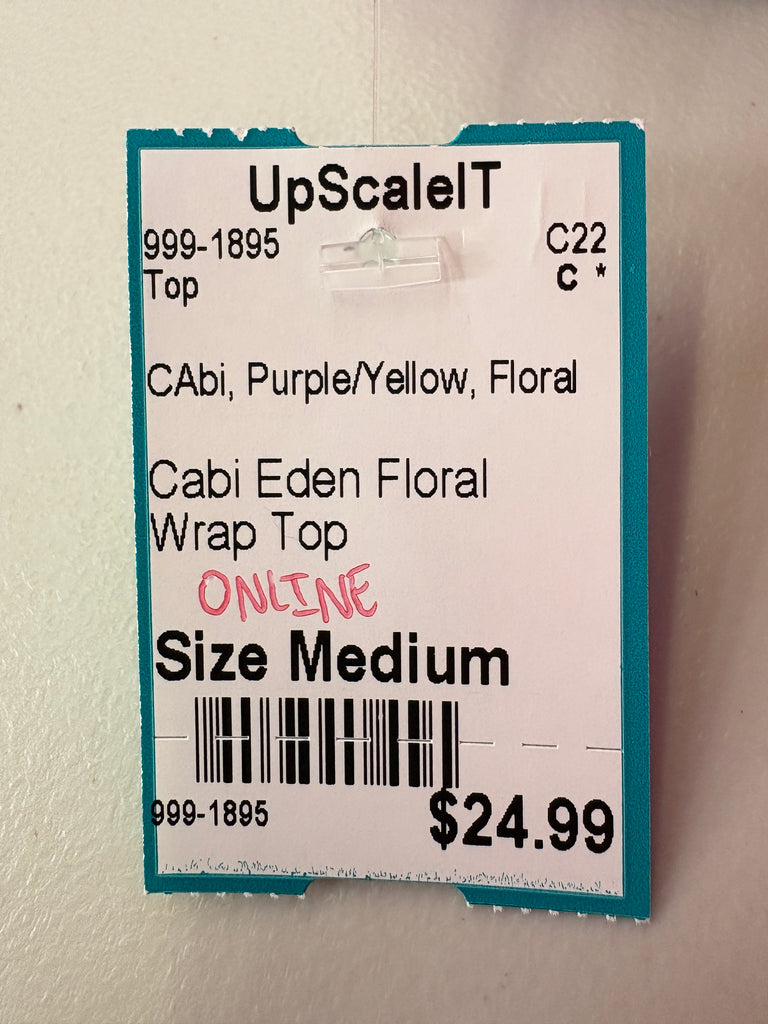 UpScaleIT
999-1895 C22
Top C *
CAbi, Purple/Yellow, Floral
Cabi Eden Floral
Wrap Top
ONLINE
Size Medium
999-1895 $24.99